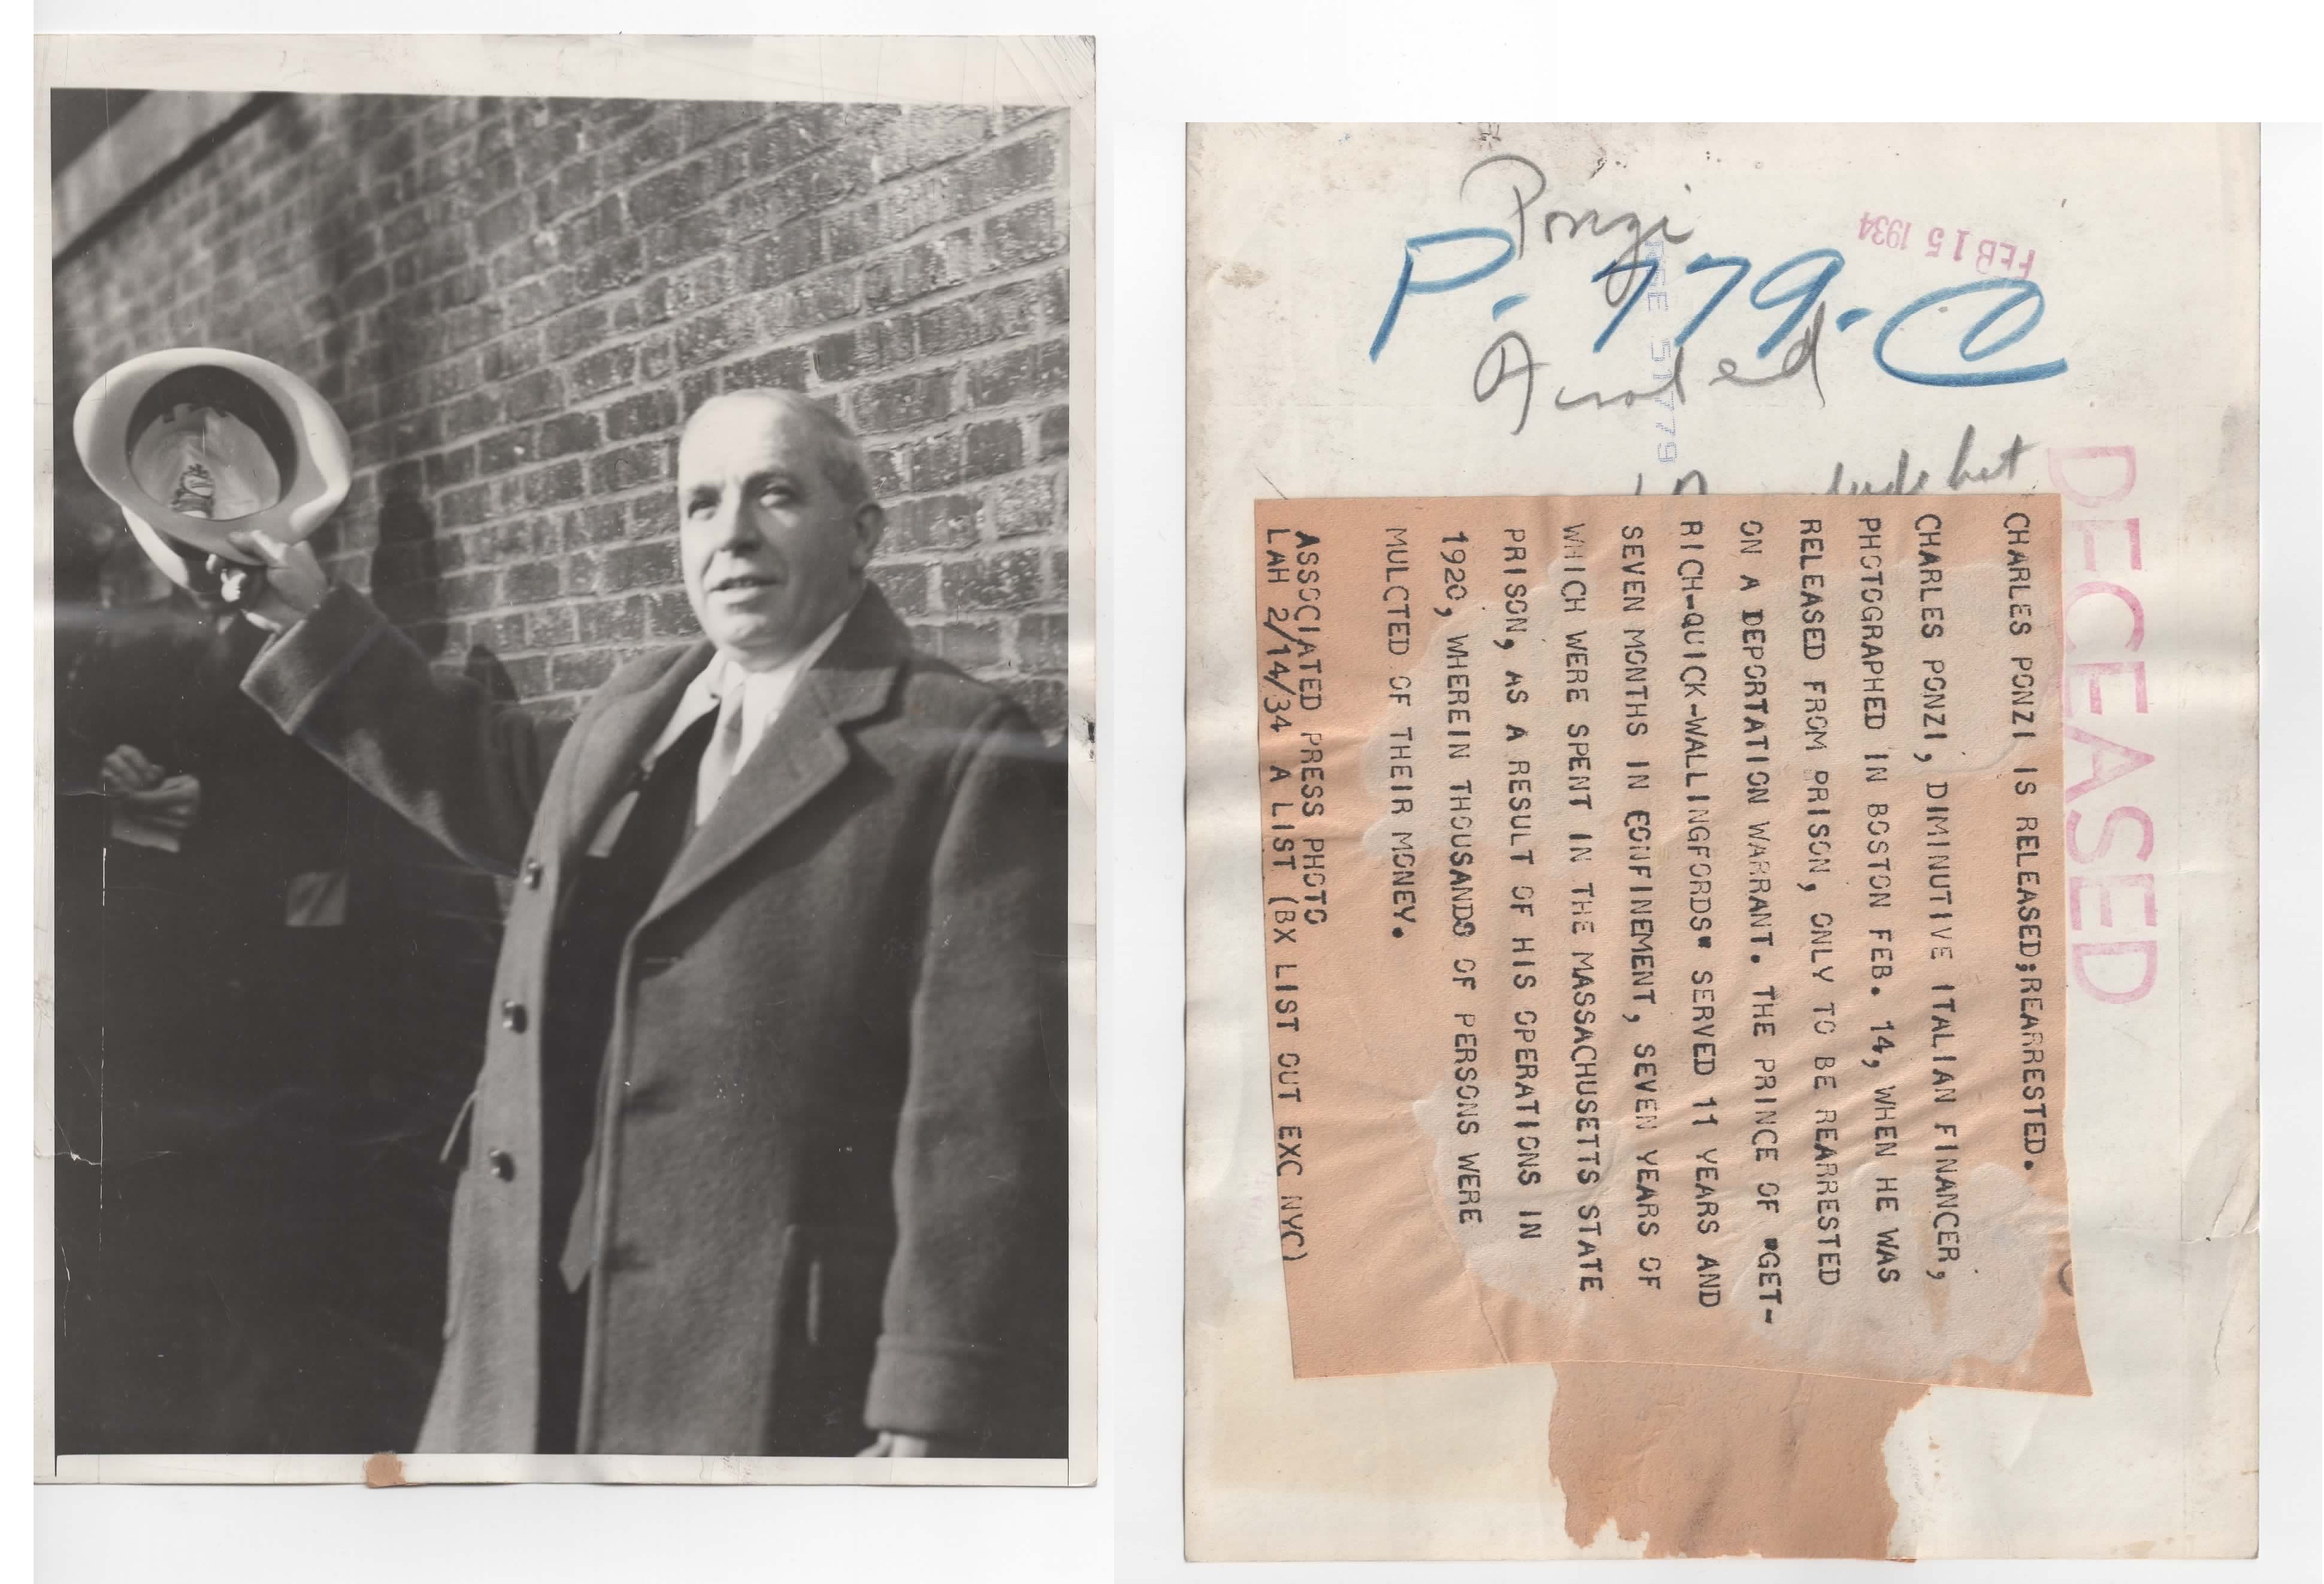 Ponzi
FEB 15 1934
P-779-C
DEC 5 1779
DECEASED
CHARLES PONZI IS RELEASED;REARRESTED.
CHARLES PONZI, DIMINUTIVE ITALIAN FINANCER,
PHOTOGRAPHED IN BOSTON FEB. 14, WHEN HE WAS
RELEASED FROM PRISON, ONLY TO BE REARRESTED
ON A DEPORTATION WARRANT. THE PRINCE OF "GET-
RICH-QUICK-WALLINGFORDS" SERVED 11 YEARS AND
SEVEN MONTHS IN CONFINEMENT, SEVEN YEARS OF
WHICH WERE SPENT IN THE MASSACHUSETTS STATE
PRISON, AS A RESULT OF HIS OPERATIONS IN
1920, WHEREIN THOUSANDS OF PERSONS WERE
MULCTED OF THEIR MONEY.
ASSOCIATED PRESS PHOTO
LAH 2/14/34 A LIST (BX LIST OUT EXC NYC)